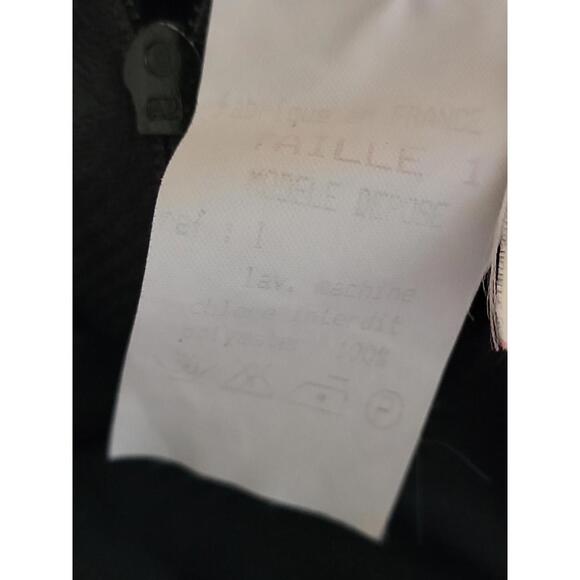 fabriqué en FRANCE
TAILLE 1
MODELE DEPOSE
Ref : 1
lav. machine
chlore interdit
polyester 100%